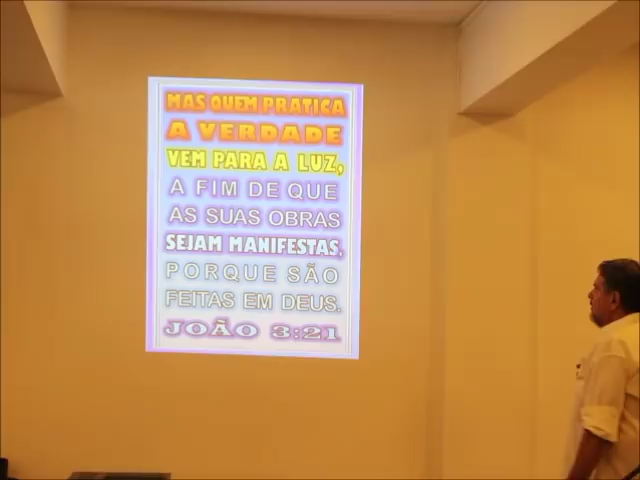 MAS QUEM PRATICA
A VERDADE
VEM PARA A LUZ,
A FIM DE QUE
AS SUAS OBRAS
SEJAM MANIFESTAS,
PORQUE SÃO
FEITAS EM DEUS.
JOÃO 3:21